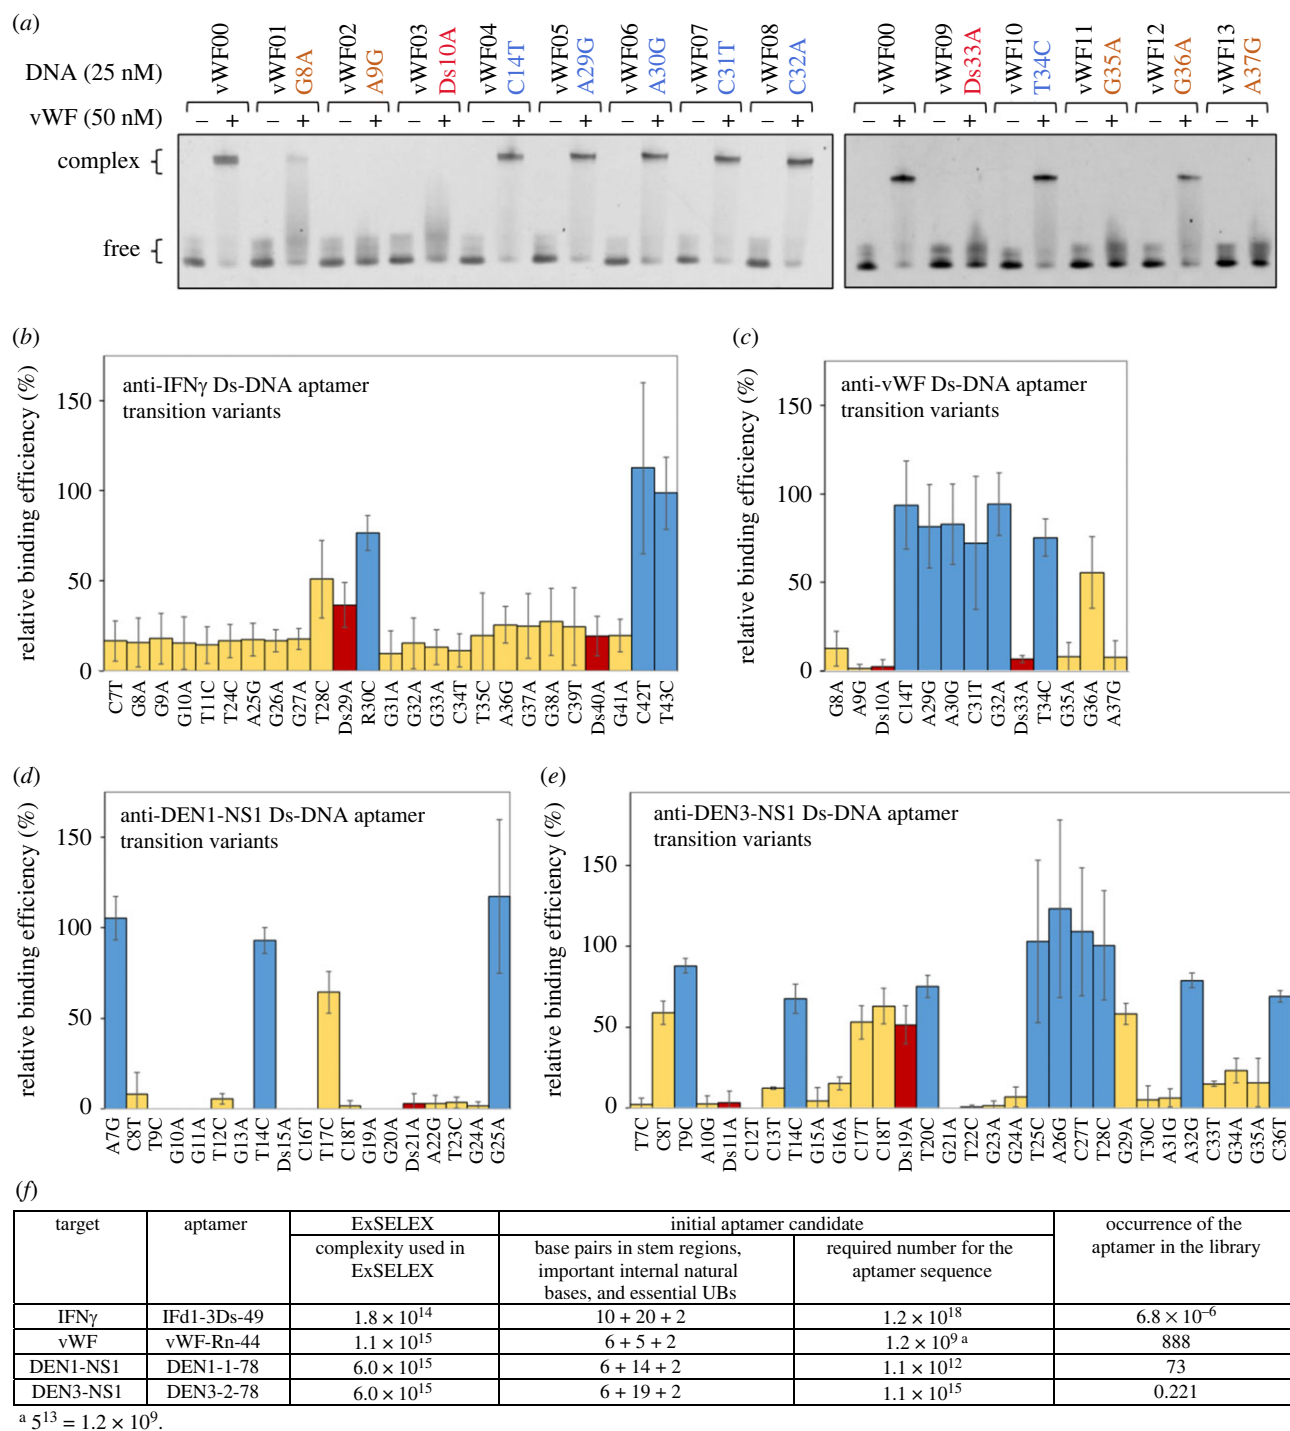 (a)
DNA (25 nM) vWF00 vWF01 G8A vWF02 A9G vWF03 Ds10A vWF04 C14T vWF05 A29G vWF06 A30G vWF07 C31T vWF08 C32A vWF00 vWF09 Ds33A vWF10 T34C vWF11 G35A vWF12 G36A vWF13 A37G
vWF (50 nM) – + – + – + – + – + – + – + – + – + – + – + – + – + – + – +
complex
free
(b)
relative binding efficiency (%)
anti-IFNγ Ds-DNA aptamer
transition variants
150
100
50
0
C7T G8A G9A G10A T11C T24C A25G G26A G27A T28C Ds29A R30C G31A G32A G33A C34T T35C A36G G37A G38A C39T Ds40A G41A C42T T43C
(c)
relative binding efficiency (%)
anti-vWF Ds-DNA aptamer
transition variants
150
100
50
0
G8A A9G Ds10A C14T A29G A30G C31T G32A Ds33A T34C G35A G36A A37G
(d)
relative binding efficiency (%)
anti-DEN1-NS1 Ds-DNA aptamer
transition variants
150
100
50
0
A7G C8T T9C G10A G11A T12C G13A T14C Ds15A C16T T17C C18T G19A G20A Ds21A A22G T23C G24A G25A
(e)
relative binding efficiency (%)
anti-DEN3-NS1 Ds-DNA aptamer
transition variants
150
100
50
0
T7C C8T T9C A10G Ds11A C12T C13T T14C G15A G16A C17T C18T Ds19A T20C G21A T22C G23A G24A T25C A26G C27T T28C G29A T30C A31G A32G C33T G34A G35A C36T
(f)
target aptamer ExSELEX initial aptamer candidate occurrence of the
aptamer in the library
complexity used in base pairs in stem regions, required number for the
ExSELEX important internal natural aptamer sequence
bases, and essential UBs
IFNγ IFd1-3Ds-49 1.8 × 10¹⁴ 10 + 20 + 2 1.2 × 10¹⁸ 6.8 × 10⁻⁶
vWF vWF-Rn-44 1.1 × 10¹⁵ 6 + 5 + 2 1.2 × 10⁹ ᵃ 888
DEN1-NS1 DEN1-1-78 6.0 × 10¹⁵ 6 + 14 + 2 1.1 × 10¹² 73
DEN3-NS1 DEN3-2-78 6.0 × 10¹⁵ 6 + 19 + 2 1.1 × 10¹⁵ 0.221
ᵃ 5¹³ = 1.2 × 10⁹.